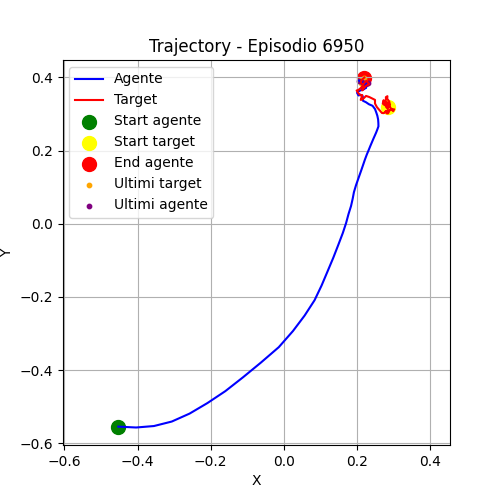 Trajectory - Episodio 6950
Agente
Target
Start agente
Start target
End agente
Ultimi target
Ultimi agente
0.4
0.2
0.0
−0.2
−0.4
−0.6
Y
−0.6
−0.4
−0.2
0.0
0.2
0.4
X